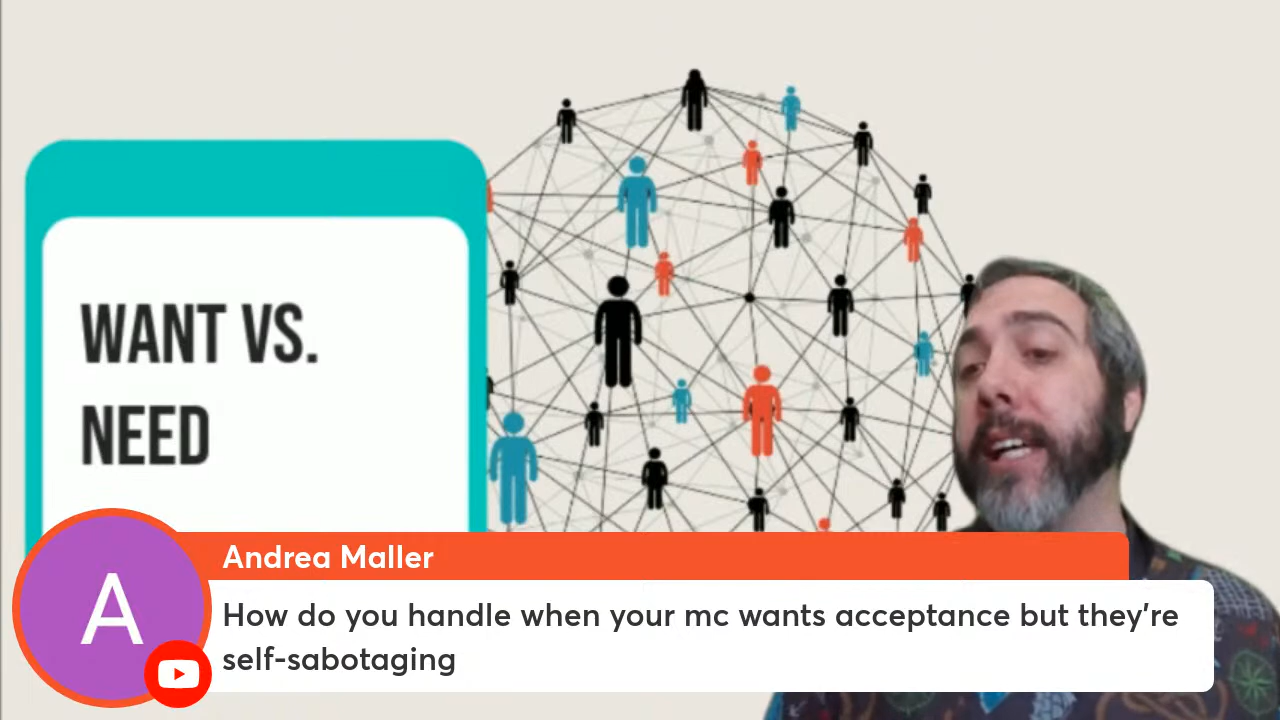 WANT VS.
NEED
A
Andrea Maller
How do you handle when your mc wants acceptance but they're
self-sabotaging